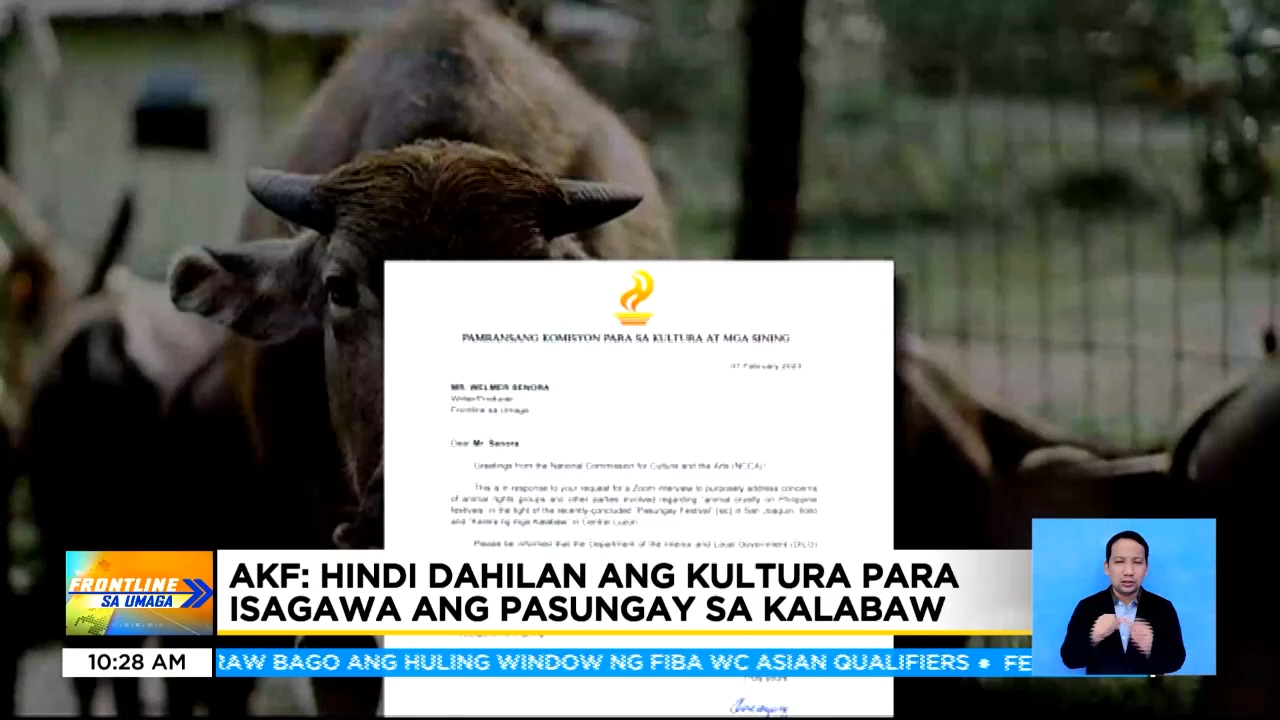 PAMBANSANG KOMISYON PARA SA KULTURA AT MGA SINING
07 February 2023
MR. WELMER SENORA
Writer/Producer
Frontline sa Umaga
Dear Mr. Senora
Greetings from the National Commission for Culture and the Arts (NCCA)!
This is in response to your request for a Zoom interview to purposely address concerns
of animal rights groups and other parties involved regarding "animal cruelty on Philippine
festivals" in the light of the recently-concluded "Pasungay Festival" [sic] in San Joaquin, Iloilo
and "Karera ng mga Kalabaw" in Central Luzon.
Please be informed that the Department of the Interior and Local Government (DILG)
FRONTLINE
SA UMAGA
AKF: HINDI DAHILAN ANG KULTURA PARA
ISAGAWA ANG PASUNGAY SA KALABAW
10:28 AM
RAW BAGO ANG HULING WINDOW NG FIBA WC ASIAN QUALIFIERS • FE